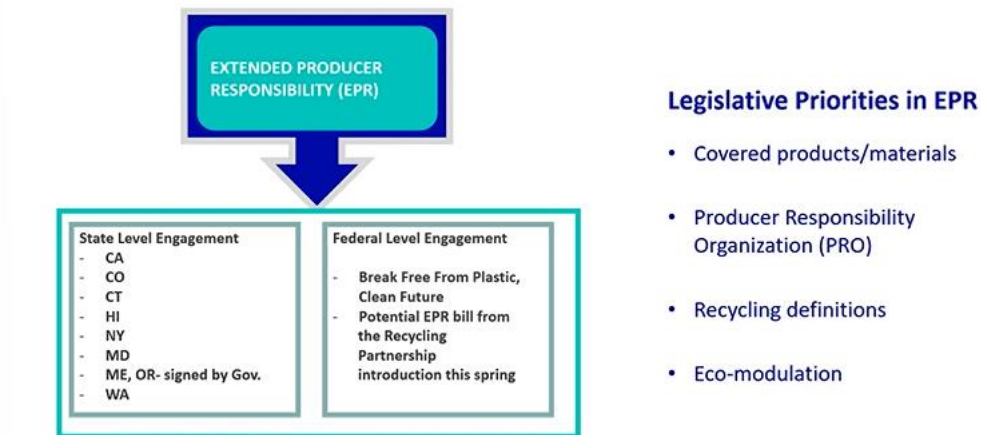 EXTENDED PRODUCER
RESPONSIBILITY (EPR)
State Level Engagement
- CA
- CO
- CT
- HI
- NY
- MD
- ME, OR- signed by Gov.
- WA
Federal Level Engagement
- Break Free From Plastic,
Clean Future
- Potential EPR bill from
the Recycling
Partnership
introduction this spring
Legislative Priorities in EPR
• Covered products/materials
• Producer Responsibility
Organization (PRO)
• Recycling definitions
• Eco-modulation